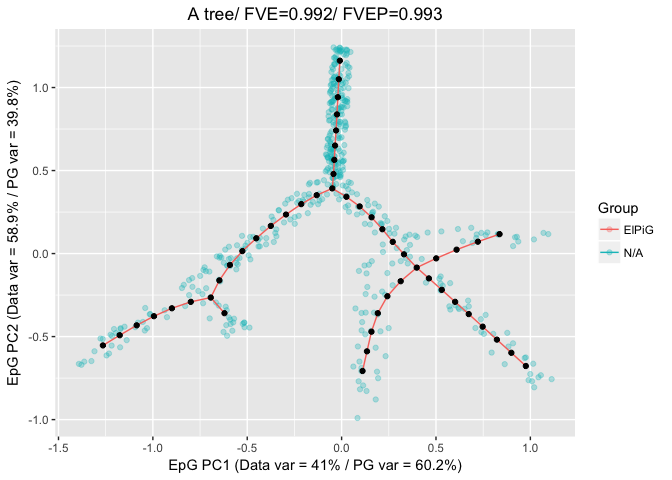 A tree/ FVE=0.992/ FVEP=0.993
EpG PC2 (Data var = 58.9% / PG var = 39.8%)
1.0
0.5
0.0
-0.5
-1.0
-1.5 -1.0 -0.5 0.0 0.5 1.0
EpG PC1 (Data var = 41% / PG var = 60.2%)
Group
ElPiG
N/A